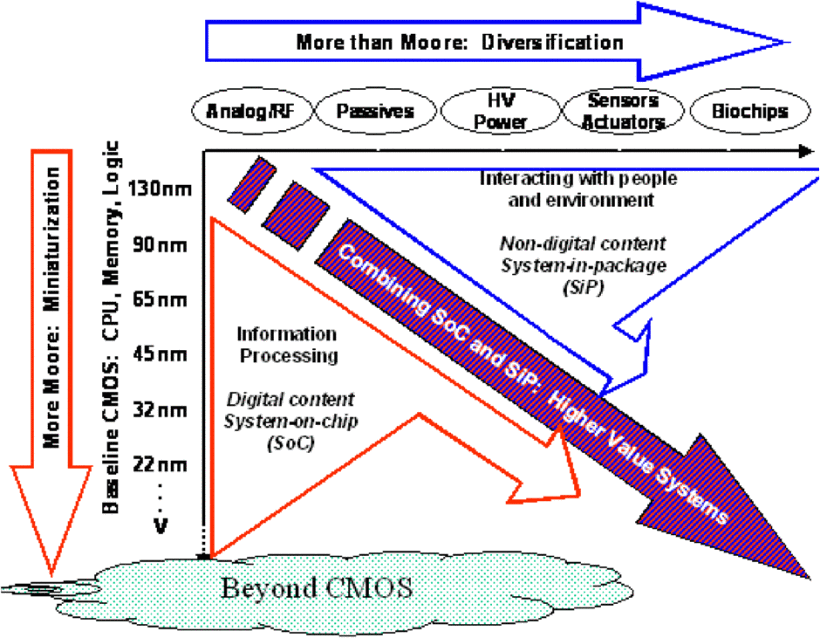 More than Moore: Diversification
Analog/RF
Passives
HV
Power
Sensors
Actuators
Biochips
More Moore: Miniaturization
Baseline CMOS: CPU, Memory, Logic
130nm
90nm
65nm
45nm
32nm
22nm
V
Interacting with people
and environment
Non-digital content
System-in-package
(SiP)
Combining SoC and SiP: Higher Value Systems
Information
Processing
Digital content
System-on-chip
(SoC)
Beyond CMOS